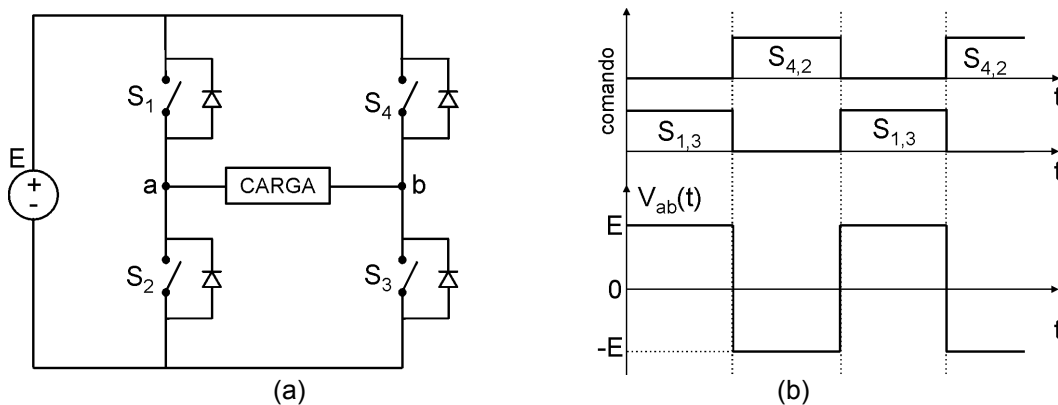 E
+
-
S1
S4
a
CARGA
b
S2
S3
(a)
comando
S4,2
S4,2
t
S1,3
S1,3
t
Vab(t)
E
0
t
-E
(b)